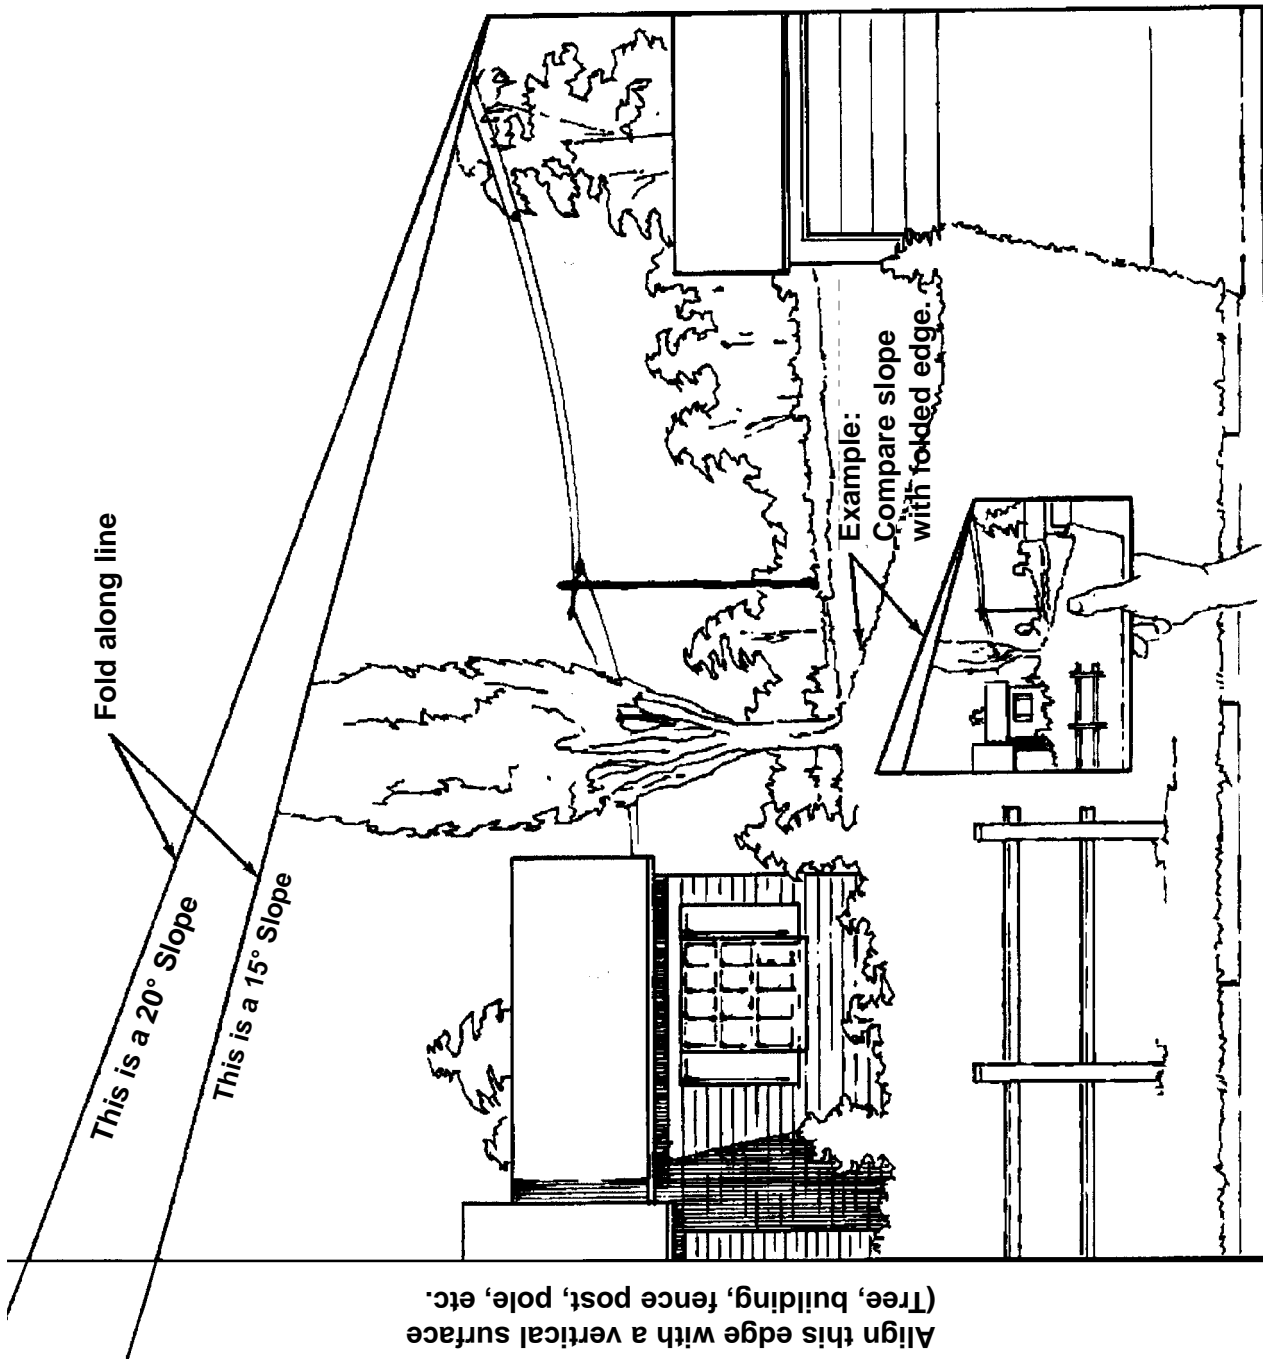 Fold along line
This is a 20° Slope
This is a 15° Slope
Example:
Compare slope
with folded edge.
Align this edge with a vertical surface
(Tree, building, fence post, pole, etc.